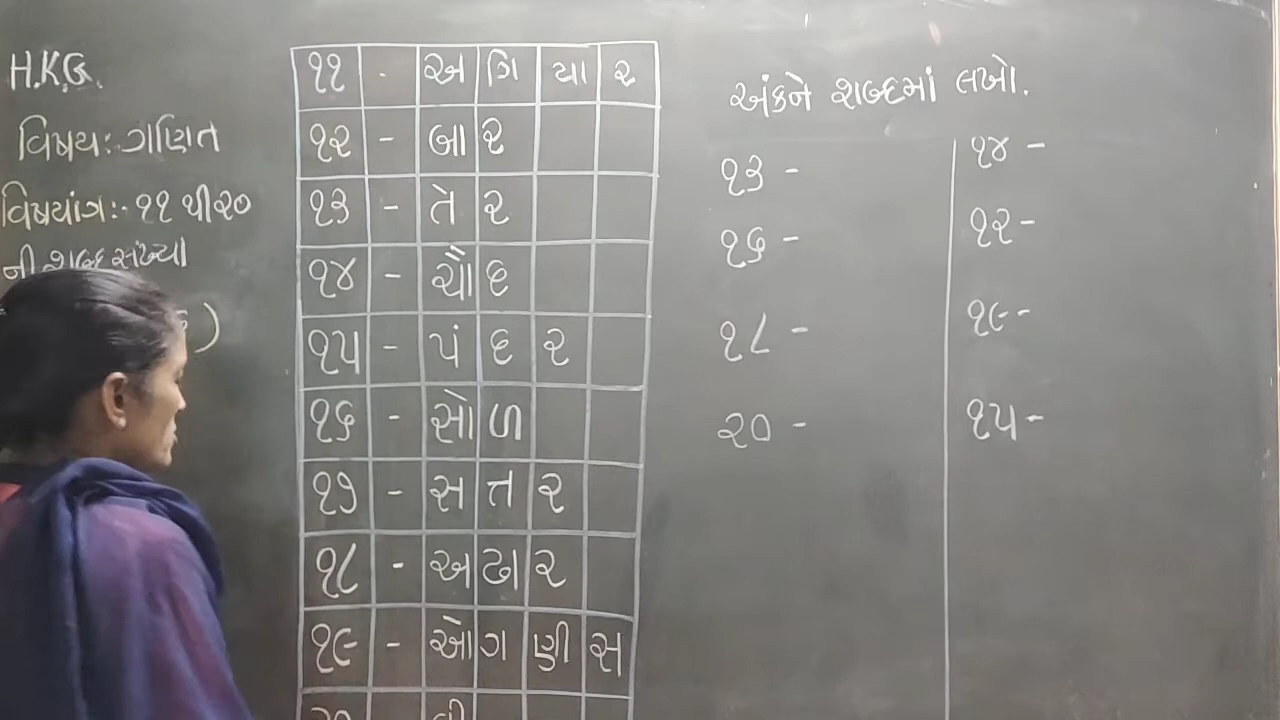 H.K.G.
વિષય: ગણિત
વિષયાંગ:- ૧૧ થી ૨૦
ની શબ્દ સંખ્યા
)
૧૧ - અ ગિ યા ર
૧૨ - બા ર
૧૩ - તે ર
૧૪ - ચૌ દ
૧૫ - પં દ ર
૧૬ - સો ળ
૧૭ - સ ત્ત ર
૧૮ - અ ઢા ર
૧૯ - ઓ ગ ણી સ
૨૦ વી
અંકને શબ્દમાં લખો.
૧૩ -
૧૬ -
૧૮ -
૨૦ -
૧૪ -
૧૨ -
૧૯ -
૧૫ -